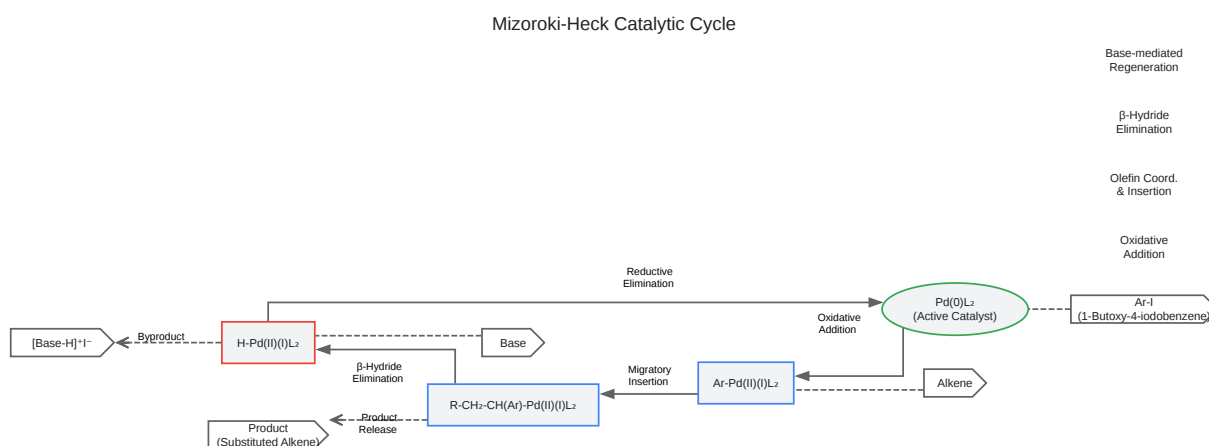 Mizoroki-Heck Catalytic Cycle
Base-mediated
Regeneration
β-Hydride
Elimination
Olefin Coord.
& Insertion
Oxidative
Addition
Reductive
Elimination
Pd(0)L₂
(Active Catalyst)
Ar-I
(1-Butoxy-4-iodobenzene)
Oxidative
Addition
[Base-H]⁺I⁻
Byproduct
H-Pd(II)(I)L₂
Base
β-Hydride
Elimination
Migratory
Insertion
Ar-Pd(II)(I)L₂
Alkene
R-CH₂-CH(Ar)-Pd(II)(I)L₂
Product
Release
Product
(Substituted Alkene)